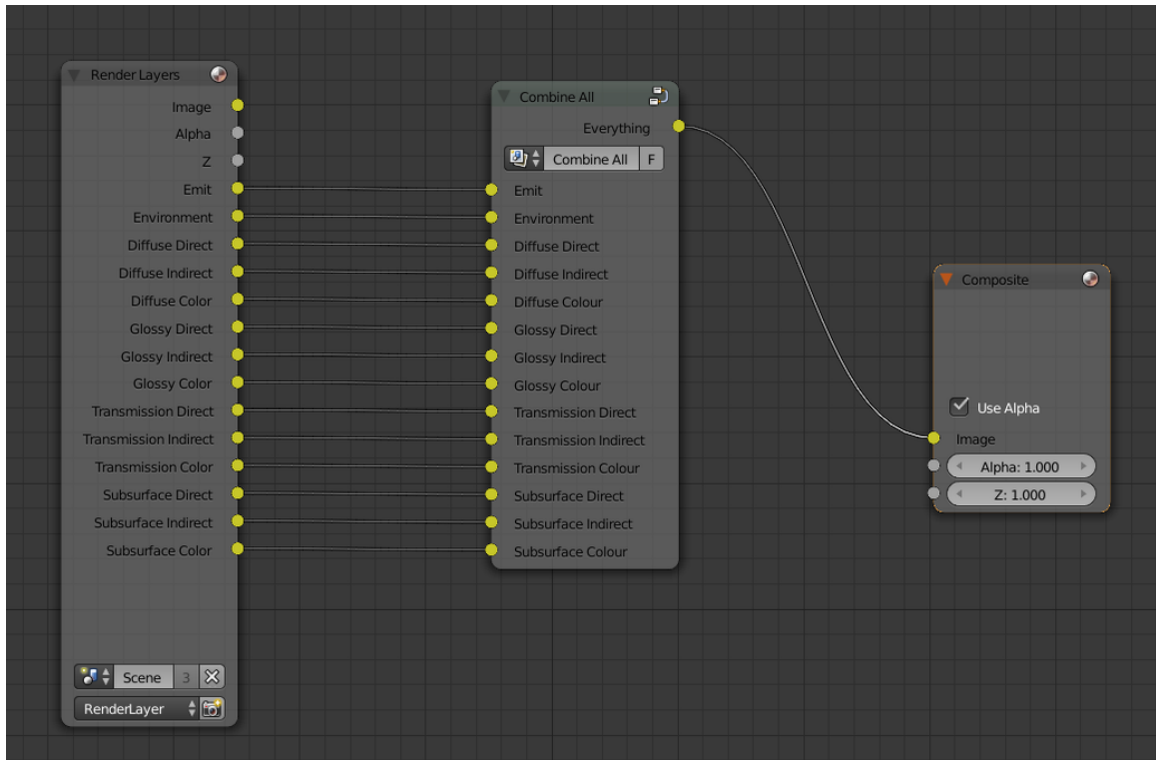 Render Layers
Image
Alpha
Z
Emit
Environment
Diffuse Direct
Diffuse Indirect
Diffuse Color
Glossy Direct
Glossy Indirect
Glossy Color
Transmission Direct
Transmission Indirect
Transmission Color
Subsurface Direct
Subsurface Indirect
Subsurface Color
Scene 3
RenderLayer
Combine All
Everything
Combine All F
Emit
Environment
Diffuse Direct
Diffuse Indirect
Diffuse Colour
Glossy Direct
Glossy Indirect
Glossy Colour
Transmission Direct
Transmission Indirect
Transmission Colour
Subsurface Direct
Subsurface Indirect
Subsurface Colour
Composite
Use Alpha
Image
Alpha: 1.000
Z: 1.000